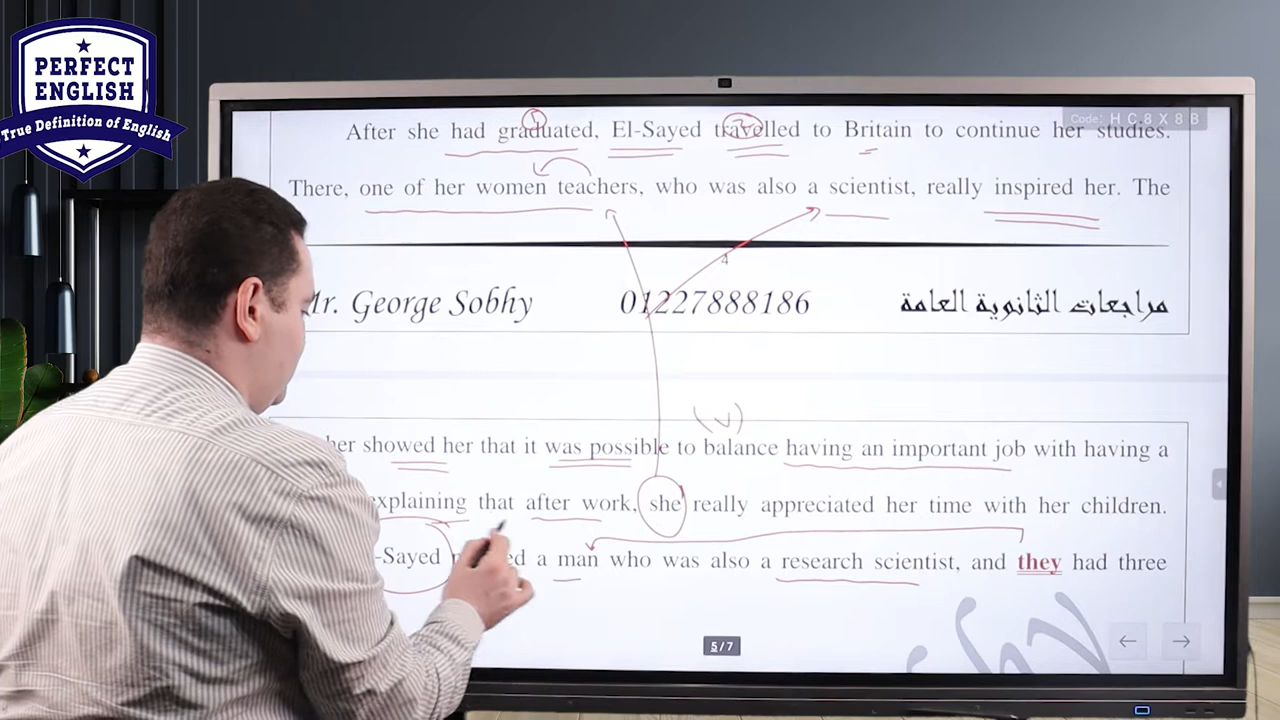 PERFECT
ENGLISH
True Definition of English
Code: H C 8 X 8 B
After she had graduated, El-Sayed travelled to Britain to continue her studies.
There, one of her women teachers, who was also a scientist, really inspired her. The
4
Mr. George Sobhy 01227888186 مراجعات الثانوية العامة
(v)
her showed her that it was possible to balance having an important job with having a
explaining that after work, she really appreciated her time with her children.
-Sayed a man who was also a research scientist, and they had three
5/7